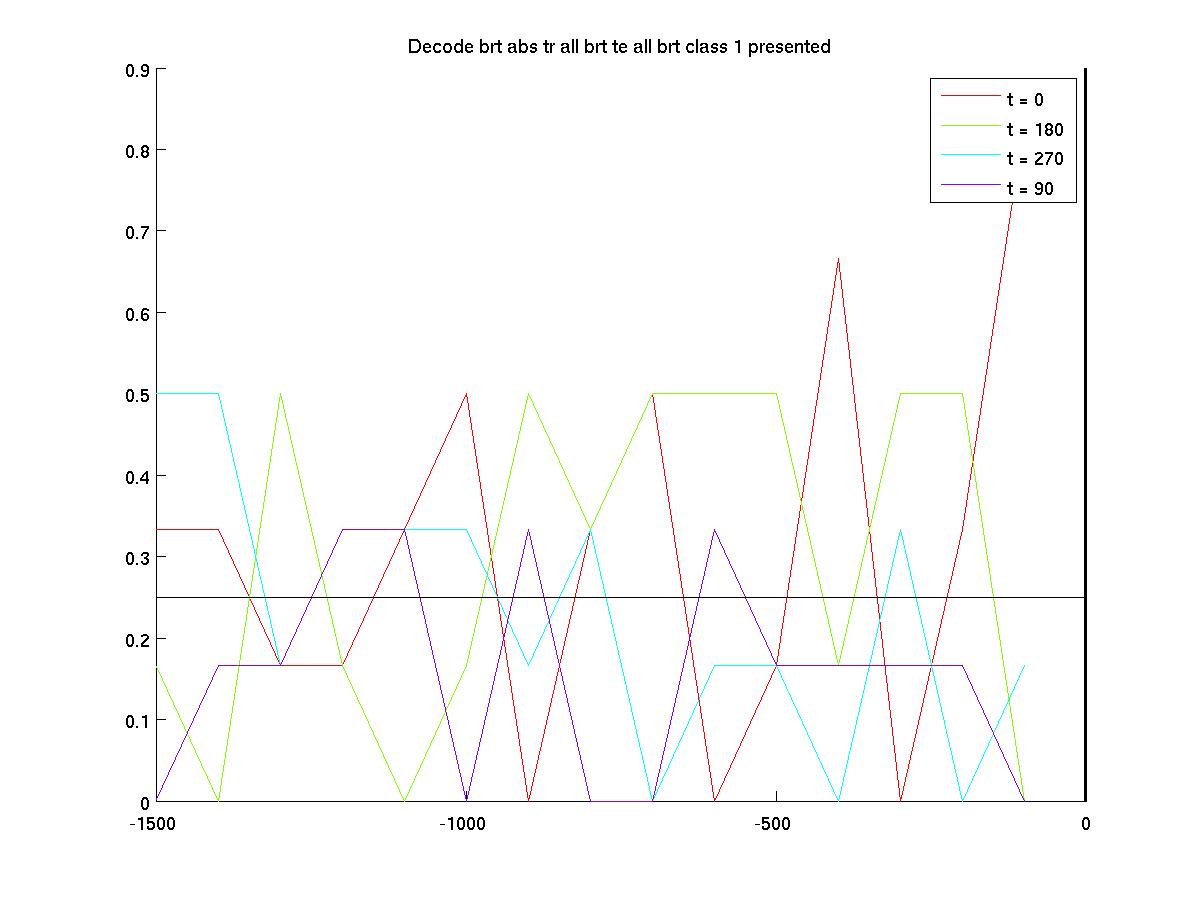 Decode brt abs tr all brt te all brt class 1 presented
0.9
0.8
0.7
0.6
0.5
0.4
0.3
0.2
0.1
0
-1500
-1000
-500
0
t = 0
t = 180
t = 270
t = 90